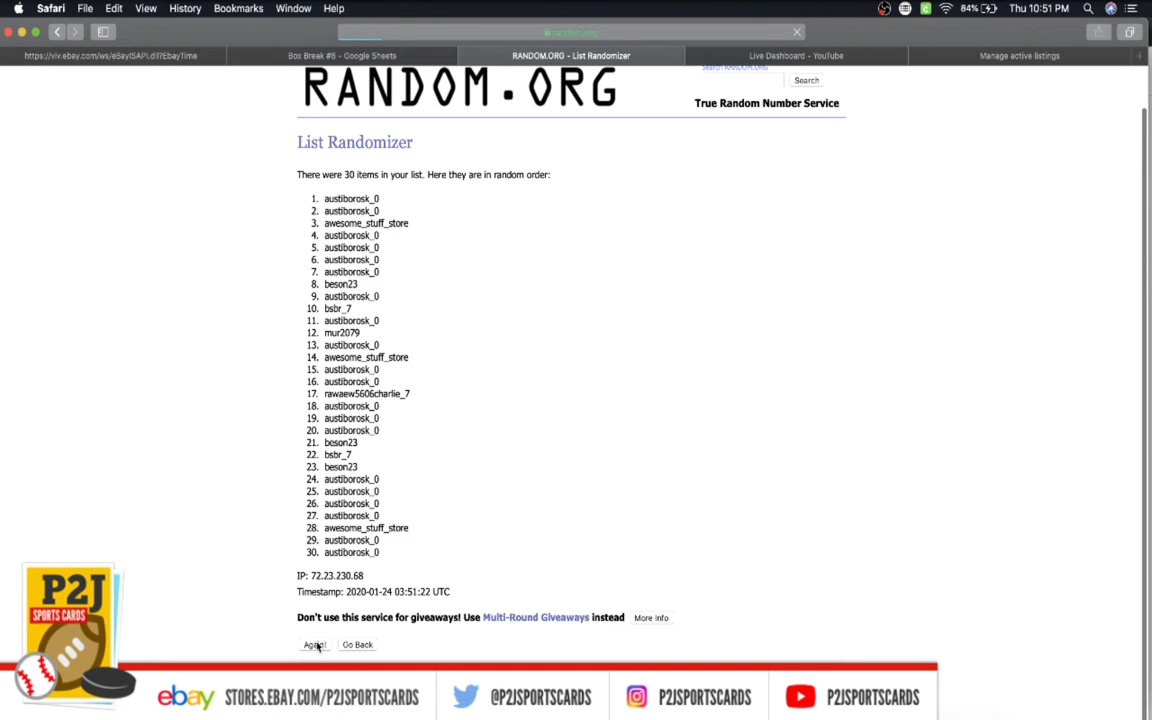 Safari File Edit View History Bookmarks Window Help 84% Thu 10:51 PM
random.org
https://viv.ebay.com/ws/eBayISAPI.dll?EbayTime Box Break #8 - Google Sheets RANDOM.ORG - List Randomizer Live Dashboard - YouTube Manage active listings
Search RANDOM.ORG
RANDOM.ORG
Search
True Random Number Service
List Randomizer
There were 30 items in your list. Here they are in random order:
1. austiborosk_0
2. austiborosk_0
3. awesome_stuff_store
4. austiborosk_0
5. austiborosk_0
6. austiborosk_0
7. austiborosk_0
8. beson23
9. austiborosk_0
10. bsbr_7
11. austiborosk_0
12. mur2079
13. austiborosk_0
14. awesome_stuff_store
15. austiborosk_0
16. austiborosk_0
17. rawaew5606charlie_7
18. austiborosk_0
19. austiborosk_0
20. austiborosk_0
21. beson23
22. bsbr_7
23. beson23
24. austiborosk_0
25. austiborosk_0
26. austiborosk_0
27. austiborosk_0
28. awesome_stuff_store
29. austiborosk_0
30. austiborosk_0
IP: 72.23.230.68
Timestamp: 2020-01-24 03:51:22 UTC
Don't use this service for giveaways! Use Multi-Round Giveaways instead More Info
Again! Go Back
P2J
SPORTS CARDS
ebay STORES.EBAY.COM/P2JSPORTSCARDS @P2JSPORTSCARDS P2JSPORTSCARDS P2JSPORTSCARDS